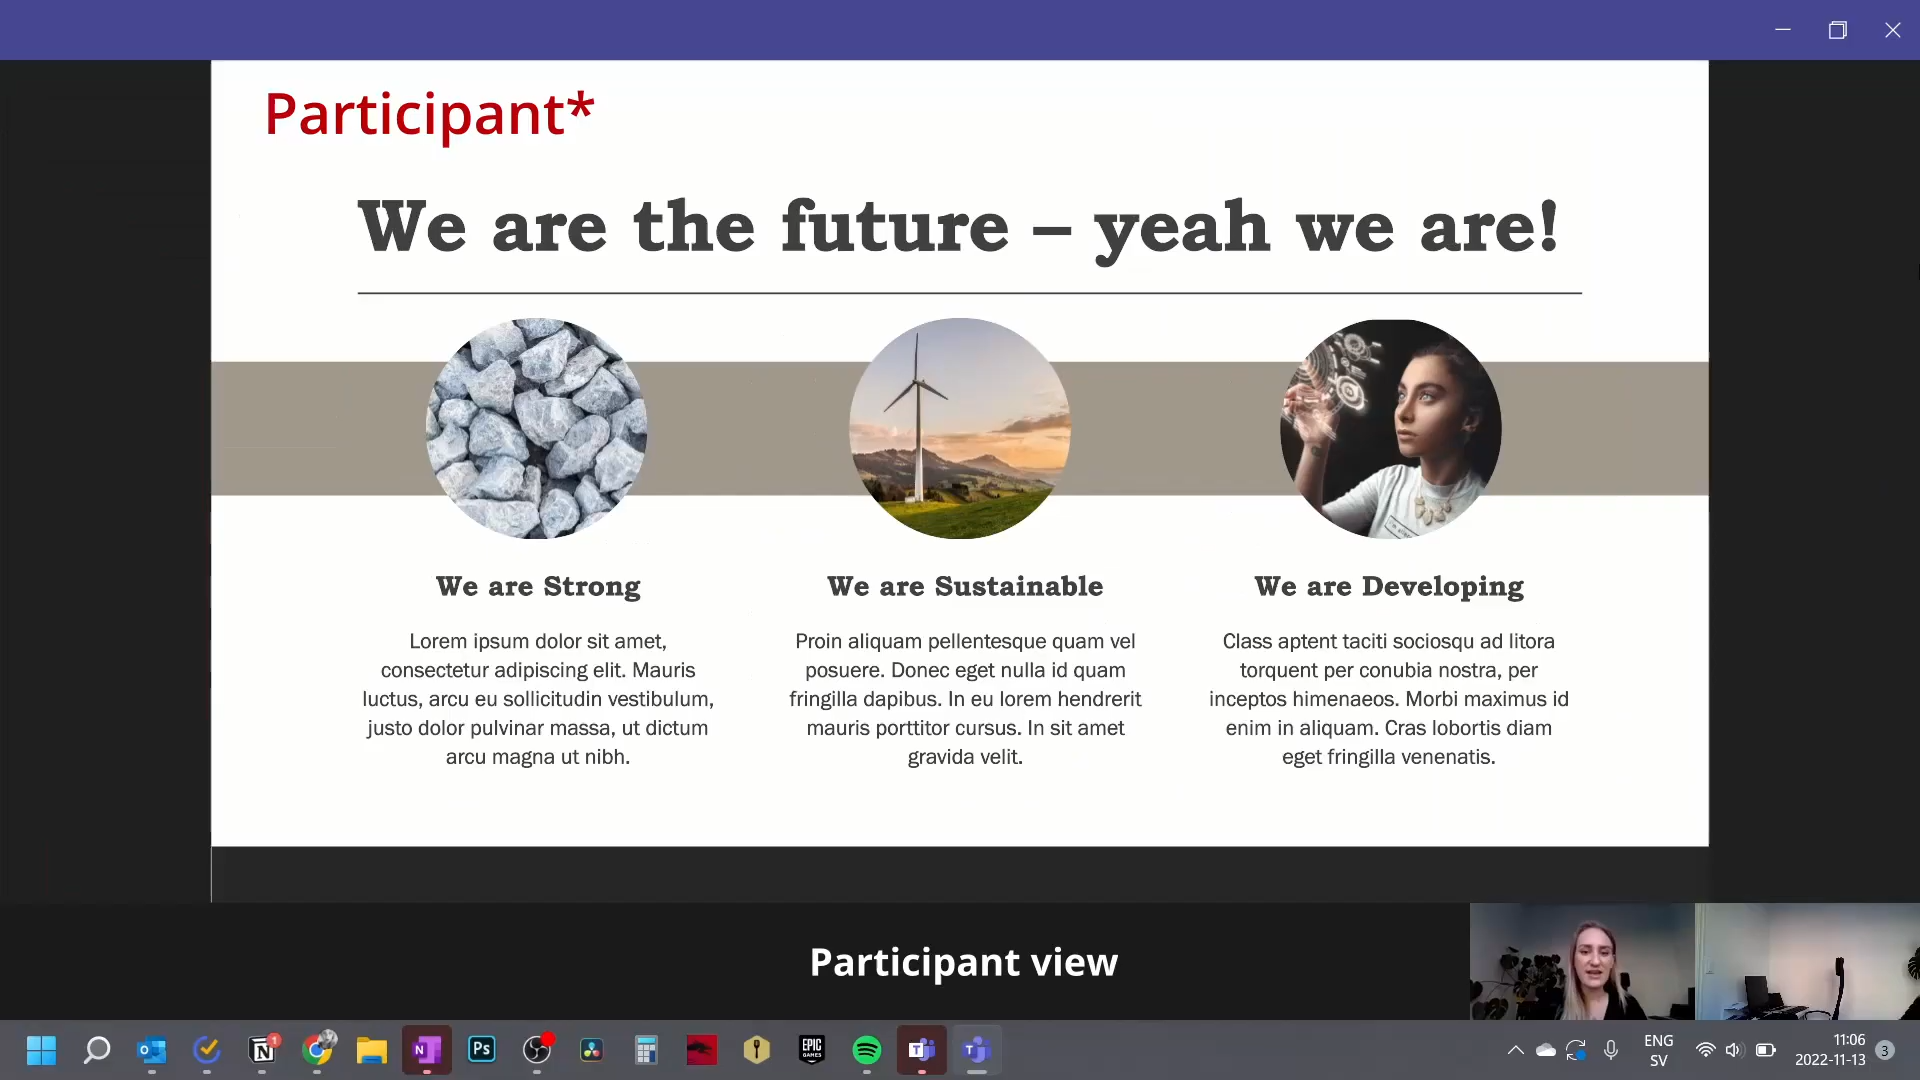 Participant*
We are the future – yeah we are!
We are Strong
Lorem ipsum dolor sit amet,
consectetur adipiscing elit. Mauris
luctus, arcu eu sollicitudin vestibulum,
justo dolor pulvinar massa, ut dictum
arcu magna ut nibh.
We are Sustainable
Proin aliquam pellentesque quam vel
posuere. Donec eget nulla id quam
fringilla dapibus. In eu lorem hendrerit
mauris porttitor cursus. In sit amet
gravida velit.
We are Developing
Class aptent taciti sociosqu ad litora
torquent per conubia nostra, per
inceptos himenaeos. Morbi maximus id
enim in aliquam. Cras lobortis diam
eget fringilla venenatis.
Participant view
1
Ps
EPIC
GAMES
ENG
SV
11:06
2022-11-13
3